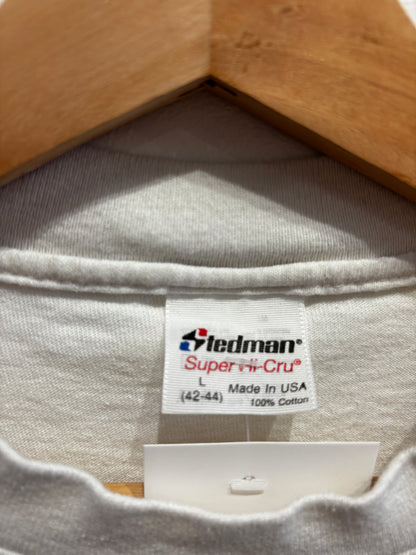 Stedman®
Super Hi-Cru®
L
(42-44)
Made In USA
100% Cotton